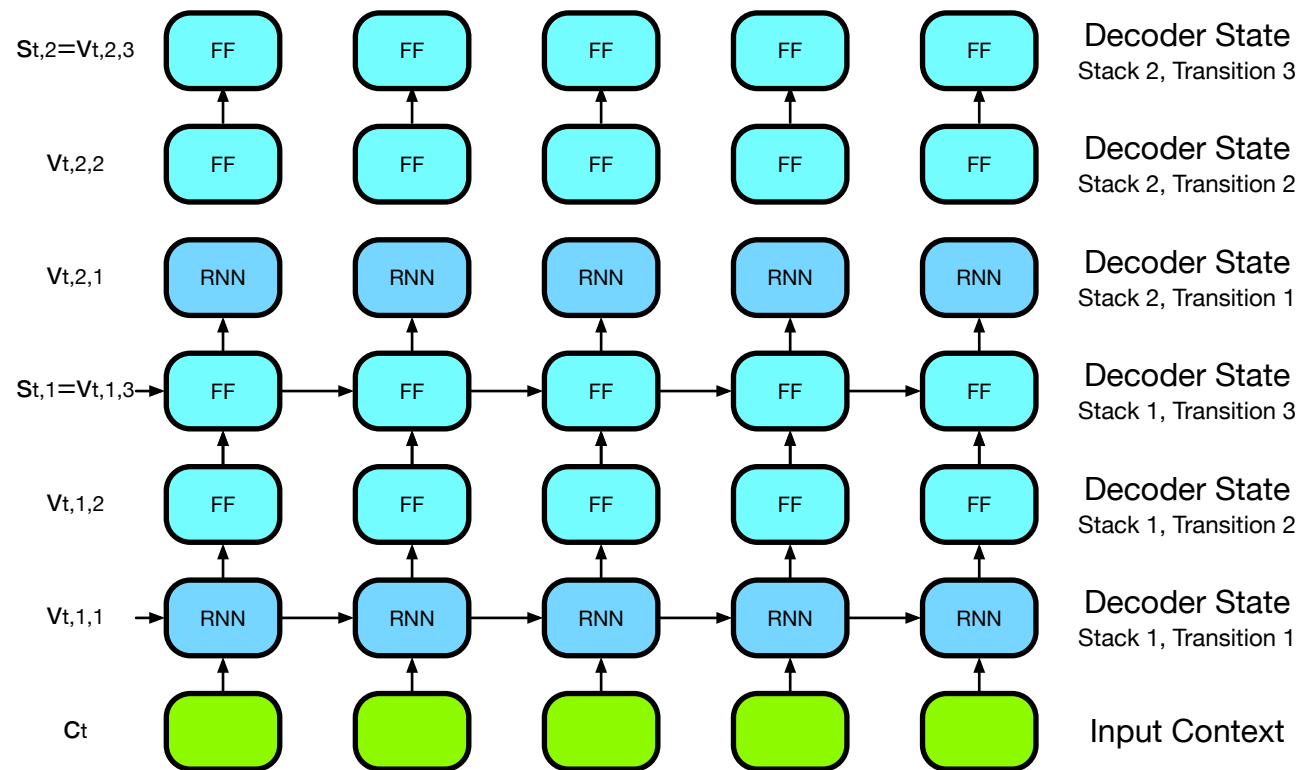 St,2=Vt,2,3 FF FF FF FF FF Decoder State
Stack 2, Transition 3
Vt,2,2 FF FF FF FF FF Decoder State
Stack 2, Transition 2
Vt,2,1 RNN RNN RNN RNN RNN Decoder State
Stack 2, Transition 1
St,1=Vt,1,3 FF FF FF FF FF Decoder State
Stack 1, Transition 3
Vt,1,2 FF FF FF FF FF Decoder State
Stack 1, Transition 2
Vt,1,1 RNN RNN RNN RNN RNN Decoder State
Stack 1, Transition 1
Ct Input Context